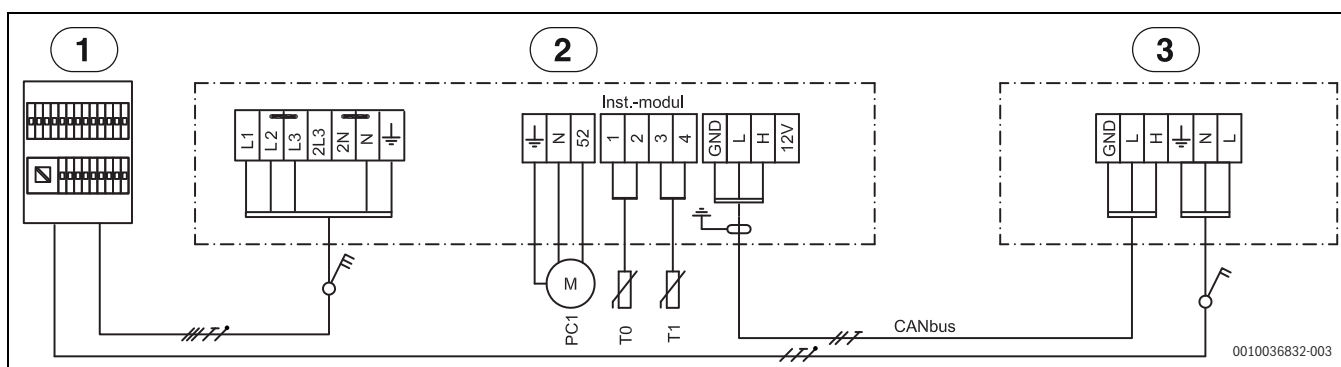 1
2
3
Inst.-modul
L1
L2
L3
2L3
2N
N
N
52
1
2
3
4
GND
L
H
12V
GND
L
H
N
L
M
PC1
T0
T1
CANbus
0010036832-003